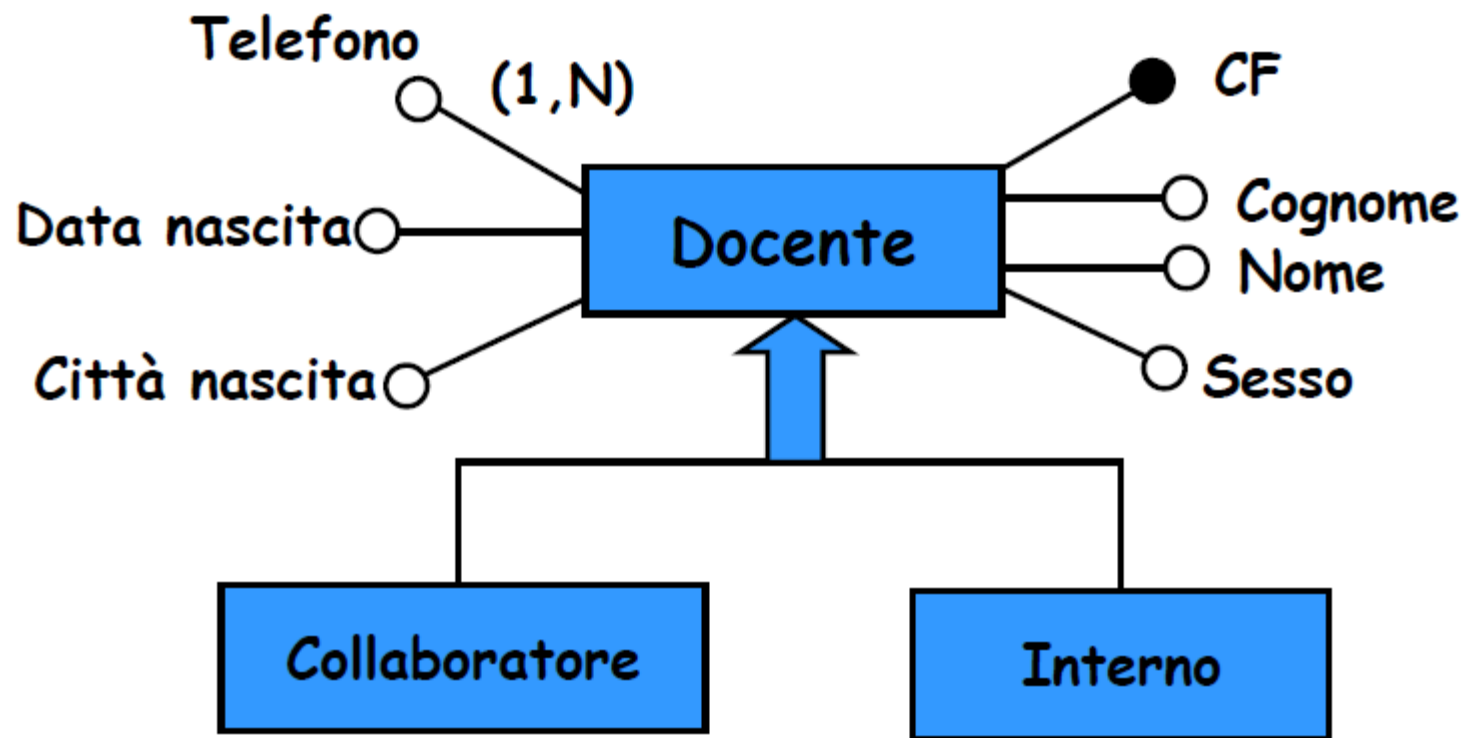 Telefono
(1,N)
CF
Data nascita
Docente
Cognome
Nome
Città nascita
Sesso
Collaboratore
Interno